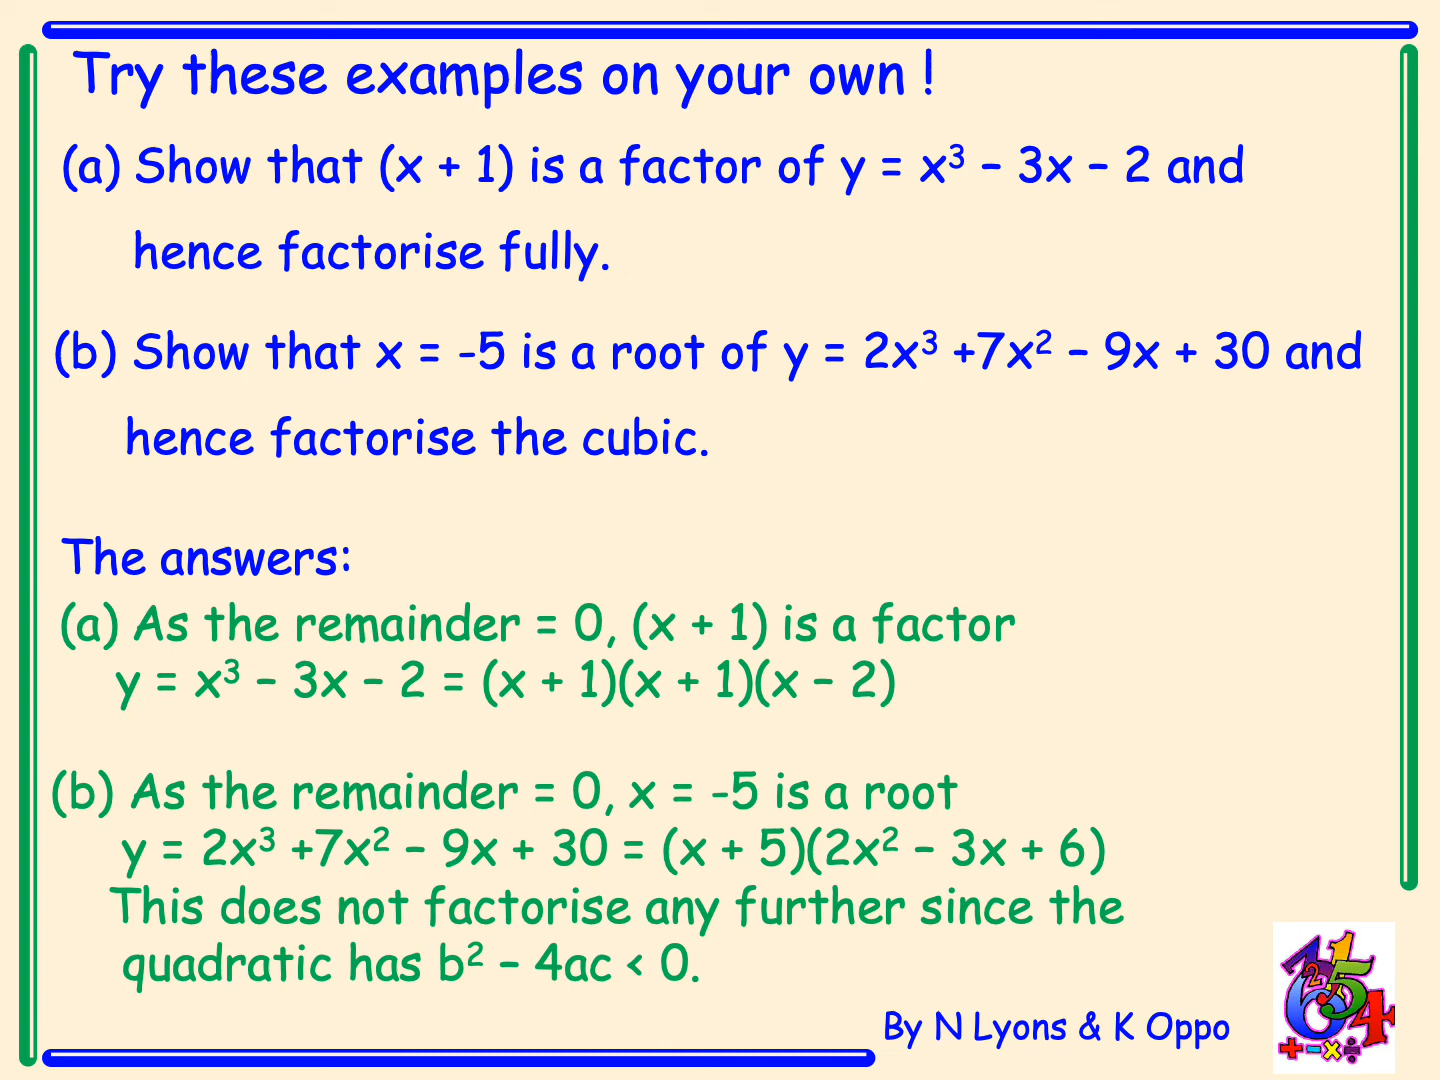 Try these examples on your own !
(a) Show that (x + 1) is a factor of y = x³ – 3x – 2 and
hence factorise fully.
(b) Show that x = -5 is a root of y = 2x³ +7x² – 9x + 30 and
hence factorise the cubic.
The answers:
(a) As the remainder = 0, (x + 1) is a factor
y = x³ – 3x – 2 = (x + 1)(x + 1)(x – 2)
(b) As the remainder = 0, x = -5 is a root
y = 2x³ +7x² – 9x + 30 = (x + 5)(2x² – 3x + 6)
This does not factorise any further since the
quadratic has b² – 4ac < 0.
By N Lyons & K Oppo